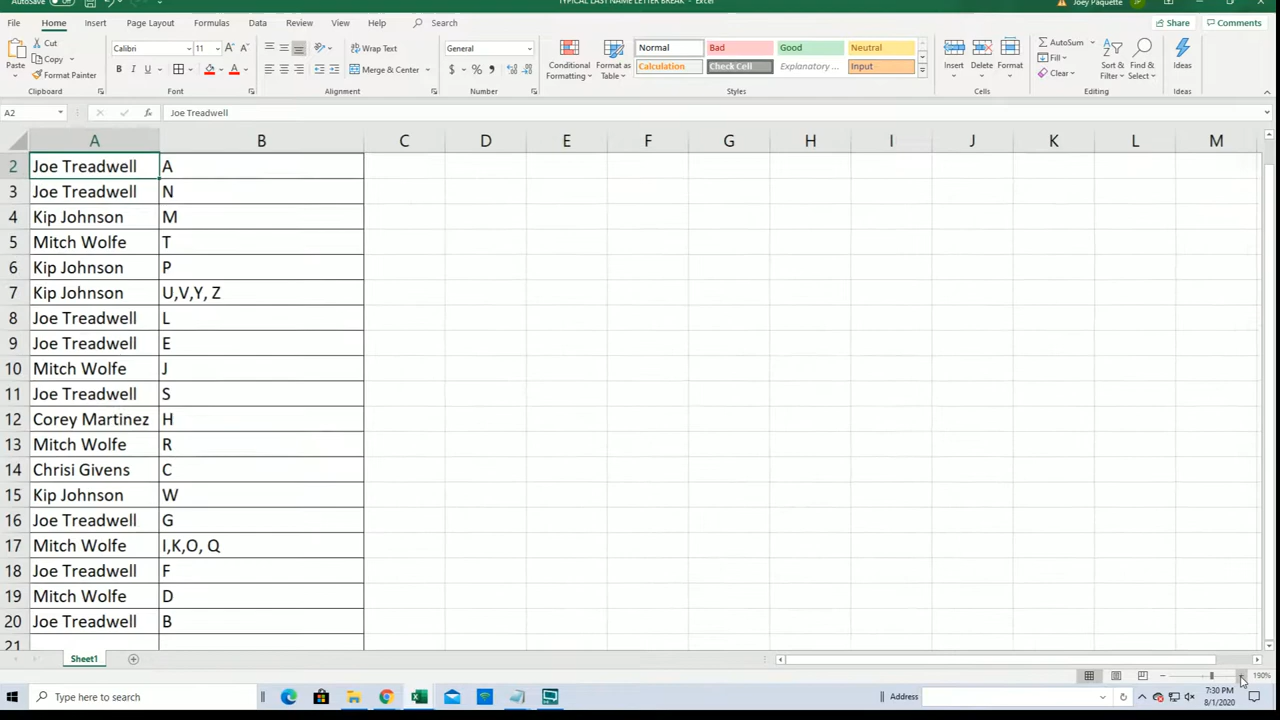 AutoSave Off TYPICAL LAST NAME LETTER BREAK - Excel Joey Paquette JP
File Home Insert Page Layout Formulas Data Review View Help Search Share Comments
Cut Calibri 11 A A Wrap Text General Normal Bad Good Neutral AutoSum
Copy Fill
Paste Format Painter B I U A Merge & Center $ % , Conditional Formatting Format as Table Calculation Check Cell Explanatory ... Input Insert Delete Format Clear Sort & Filter Find & Select Ideas
Clipboard Font Alignment Number Styles Cells Editing Ideas
A2 fx Joe Treadwell
A B C D E F G H I J K L M
2 Joe Treadwell A
3 Joe Treadwell N
4 Kip Johnson M
5 Mitch Wolfe T
6 Kip Johnson P
7 Kip Johnson U,V,Y, Z
8 Joe Treadwell L
9 Joe Treadwell E
10 Mitch Wolfe J
11 Joe Treadwell S
12 Corey Martinez H
13 Mitch Wolfe R
14 Chrisi Givens C
15 Kip Johnson W
16 Joe Treadwell G
17 Mitch Wolfe I,K,O, Q
18 Joe Treadwell F
19 Mitch Wolfe D
20 Joe Treadwell B
21
Sheet1
190%
Type here to search Address 7:30 PM
8/1/2020